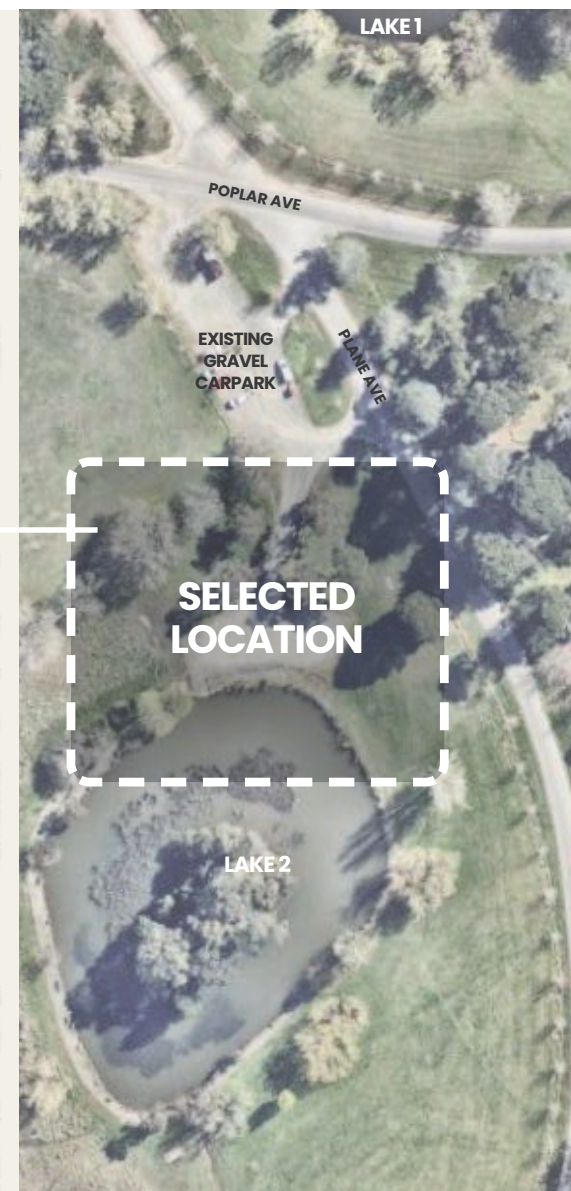 LAKE 1
POPLAR AVE
EXISTING
GRAVEL
CARPARK
PLANE AVE
SELECTED
LOCATION
LAKE 2